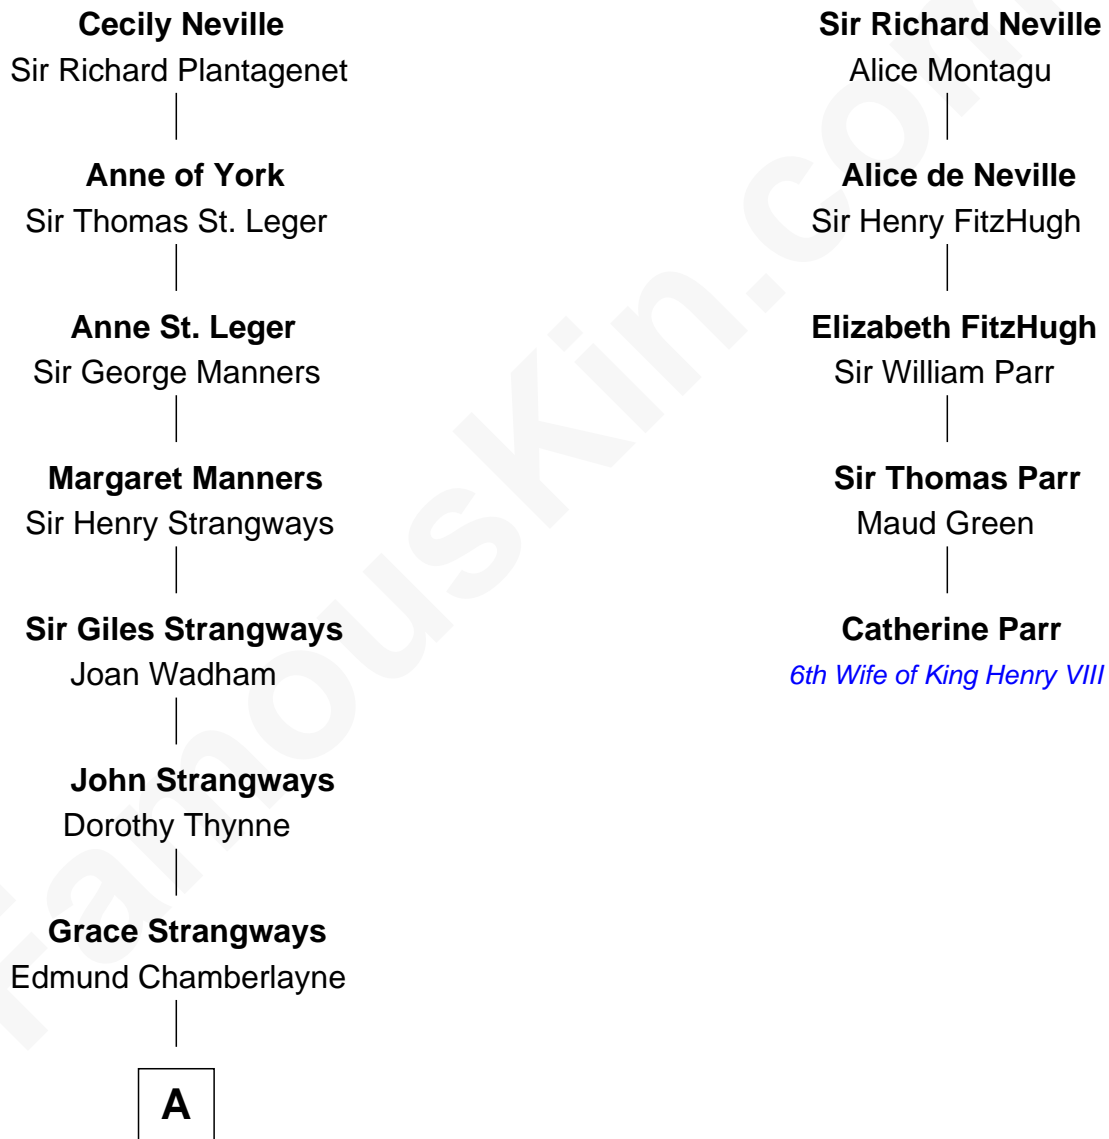 Cecily Neville
Sir Richard Plantagenet
Anne of York
Sir Thomas St. Leger
Anne St. Leger
Sir George Manners
Margaret Manners
Sir Henry Strangways
Sir Giles Strangways
Joan Wadham
John Strangways
Dorothy Thynne
Grace Strangways
Edmund Chamberlayne
A
Sir Richard Neville
Alice Montagu
Alice de Neville
Sir Henry FitzHugh
Elizabeth FitzHugh
Sir William Parr
Sir Thomas Parr
Maud Green
Catherine Parr
6th Wife of King Henry VIII
FamousKin.com